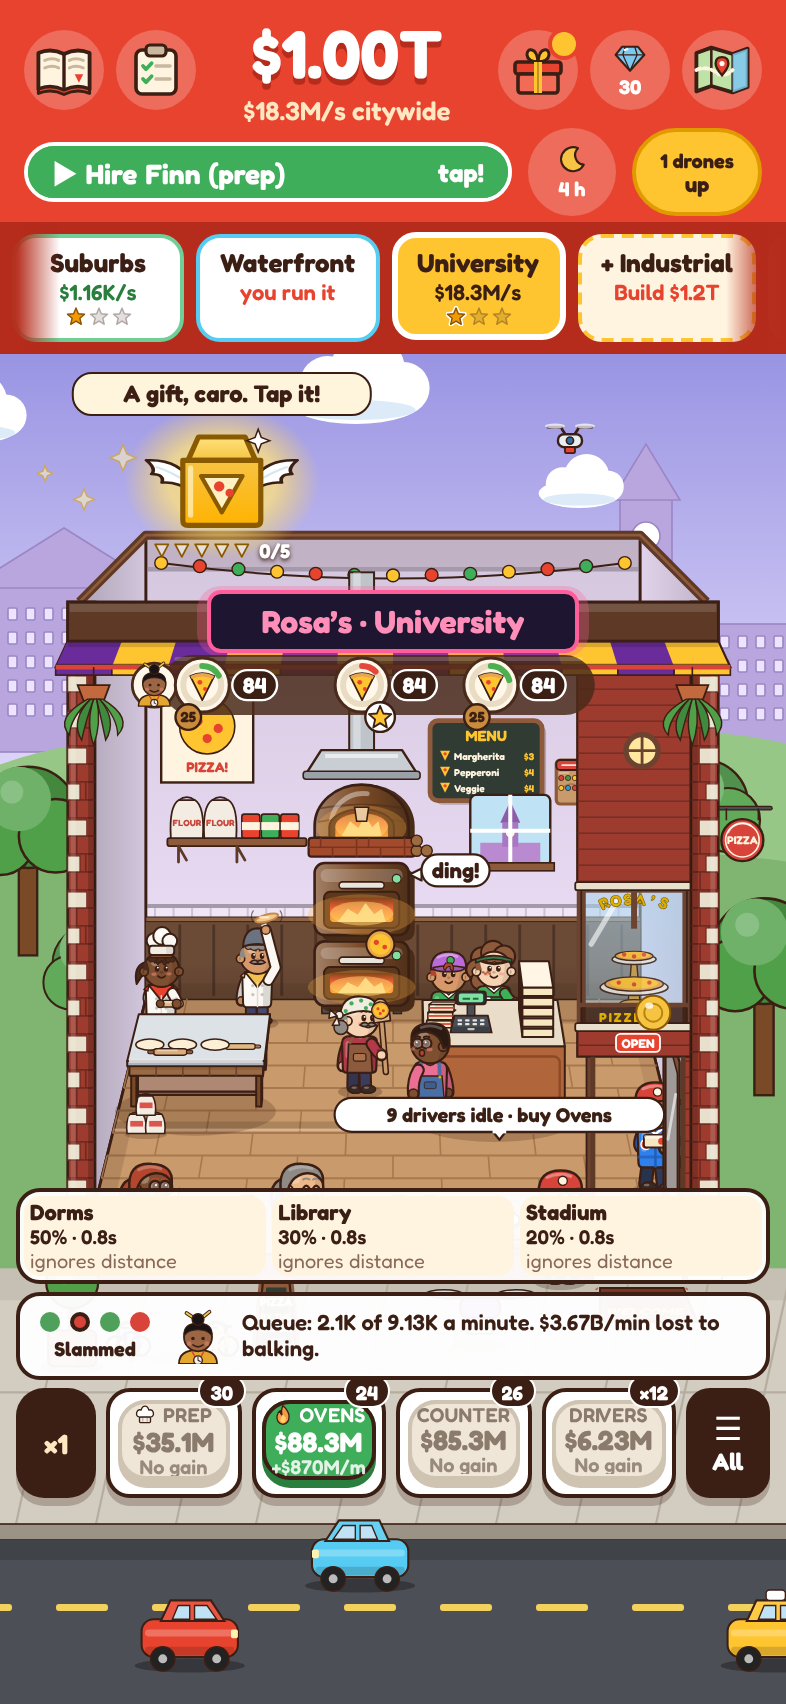 $1.00T
$18.3M/s citywide
30
▶ Hire Finn (prep) tap!
4 h
1 drones
up
Suburbs
$1.16K/s
Waterfront
you run it
University
$18.3M/s
+ Industrial
Build $1.2T
A gift, caro. Tap it!
0/5
Rosa's · University
84
84
84
25
25
PIZZA!
MENU
Margherita $3
Pepperoni $4
Veggie $4
FLOUR
FLOUR
PIZZA
ding!
ROSA'S
OPEN
9 drivers idle · buy Ovens
Dorms
50% · 0.8s
ignores distance
Library
30% · 0.8s
ignores distance
Stadium
20% · 0.8s
ignores distance
Slammed
Queue: 2.1K of 9.13K a minute. $3.67B/min lost to
balking.
x1
30
PREP
$35.1M
No gain
24
OVENS
$88.3M
+$870M/m
26
COUNTER
$85.3M
No gain
x12
DRIVERS
$6.23M
No gain
All